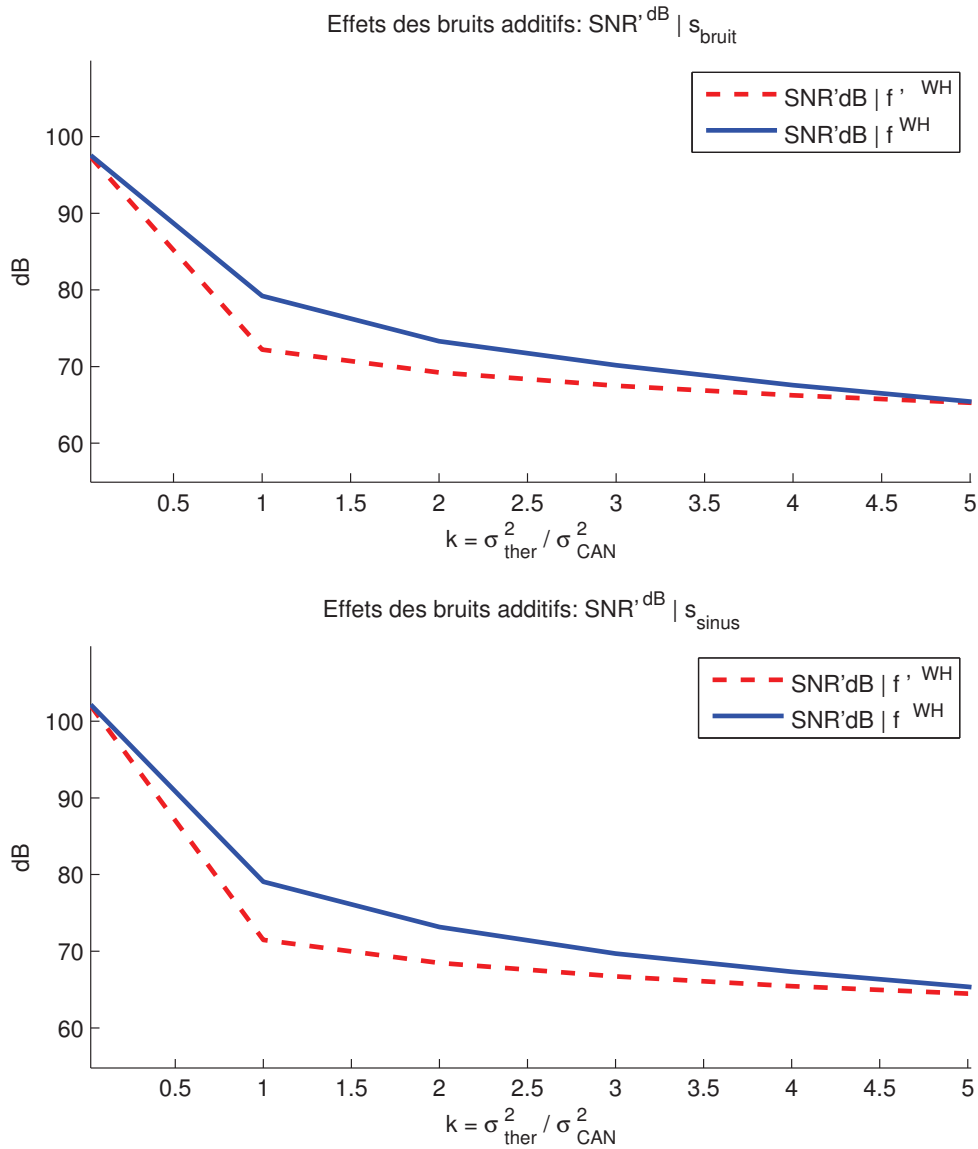 Effets des bruits additifs: SNR'^dB | s_bruit
SNR'dB | f' ^WH
SNR'dB | f ^WH
100
90
80
70
60
dB
0.5 1 1.5 2 2.5 3 3.5 4 4.5 5
k = σ²_ther / σ²_CAN
Effets des bruits additifs: SNR'^dB | s_sinus
SNR'dB | f' ^WH
SNR'dB | f ^WH
100
90
80
70
60
dB
0.5 1 1.5 2 2.5 3 3.5 4 4.5 5
k = σ²_ther / σ²_CAN